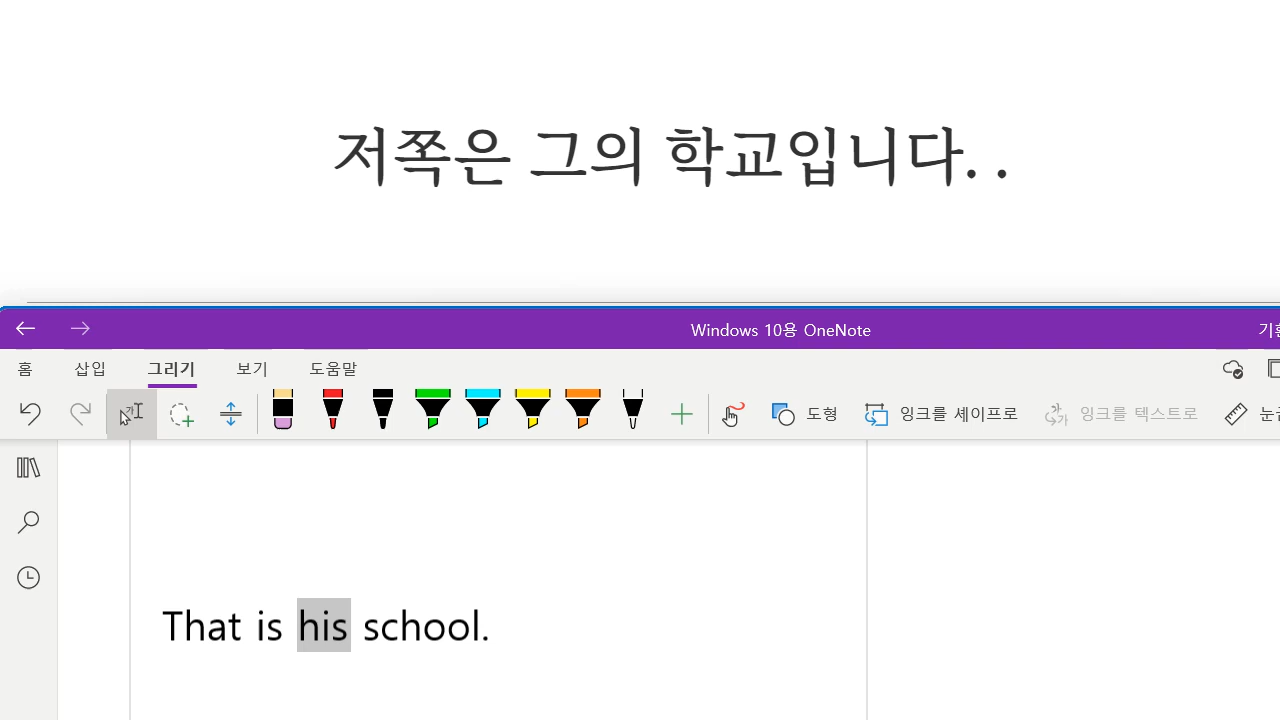 저쪽은 그의 학교입니다. .
Windows 10용 OneNote
홈 삽입 그리기 보기 도움말
도형 잉크를 셰이프로 잉크를 텍스트로
That is his school.